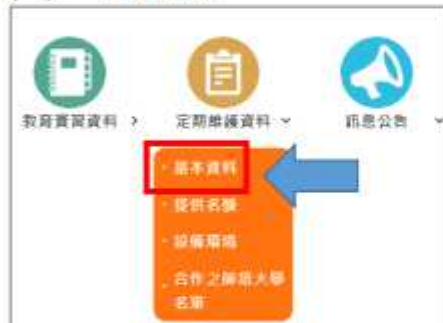 教育實習資料
定期維護資料
訊息公告
基本資料
提供名額
設備環境
合作之師培大學
名單